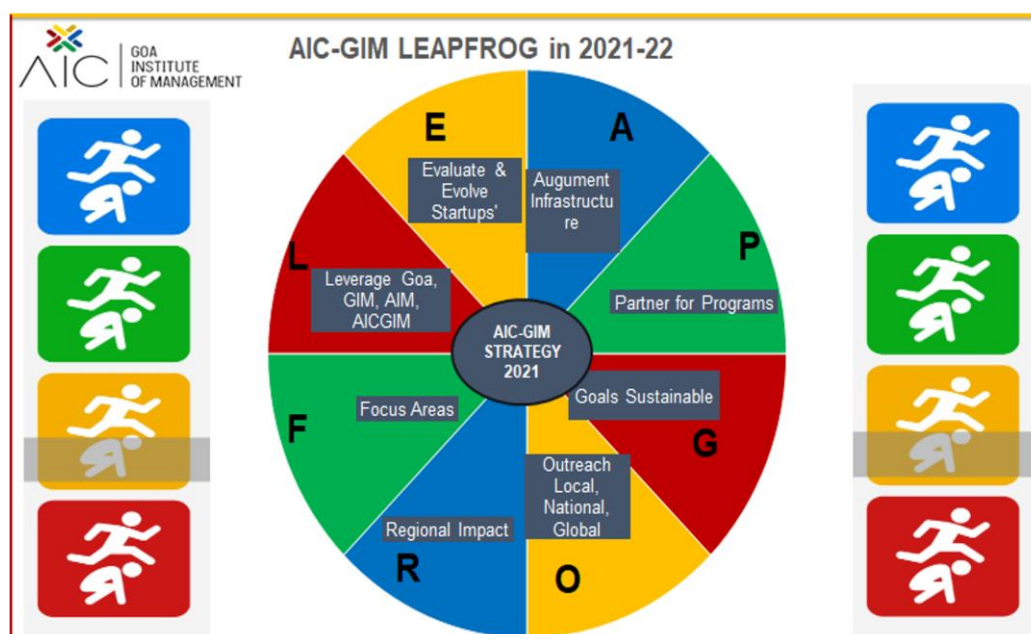 AIC
GOA
INSTITUTE
OF MANAGEMENT
AIC-GIM LEAPFROG in 2021-22
E
Evaluate &
Evolve
Startups'
A
Augument
Infrastructu
re
L
Leverage Goa,
GIM, AIM,
AICGIM
P
Partner for Programs
AIC-GIM
STRATEGY
2021
F
Focus Areas
Goals Sustainable
G
Regional Impact
R
Outreach
Local,
National,
Global
O